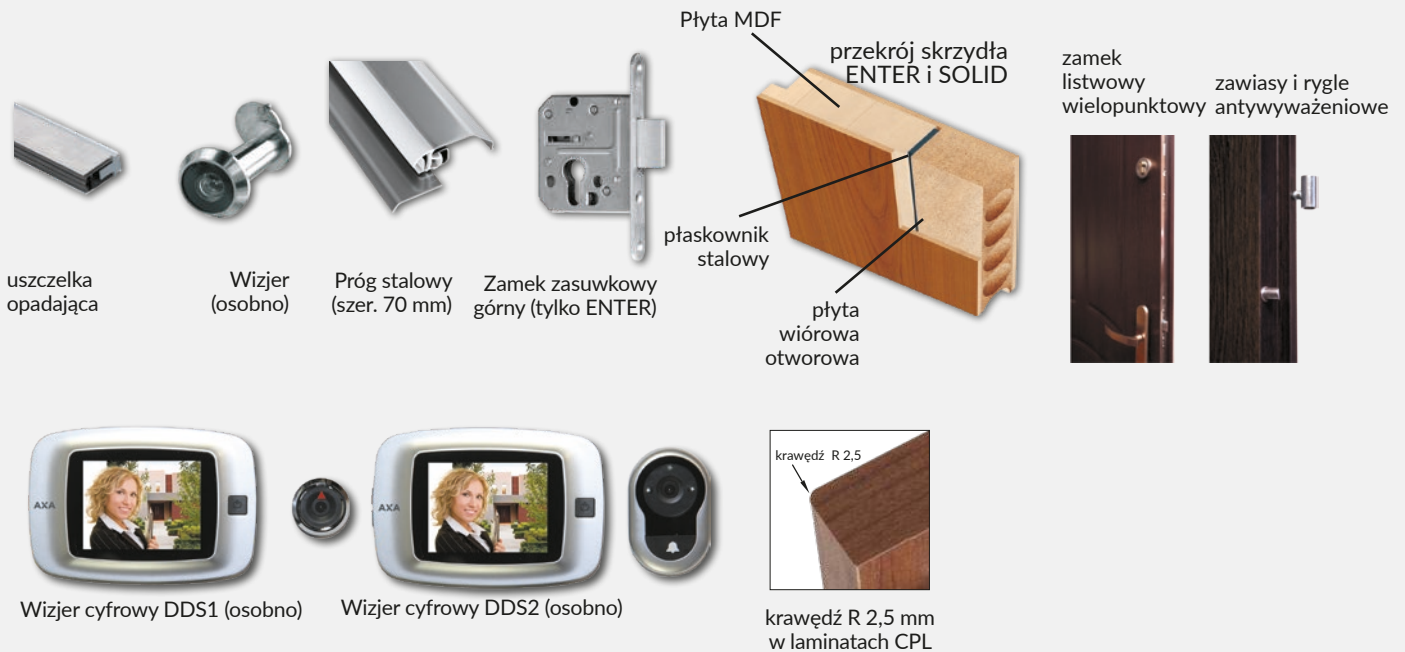 Płyta MDF
przekrój skrzydła
ENTER i SOLID
zamek
listwowy
wielopunktowy
zawiasy i rygle
antywyważeniowe
płaskownik
stalowy
płyta
wiórowa
otworowa
uszczelka
opadająca
Wizjer
(osobno)
Próg stalowy
(szer. 70 mm)
Zamek zasuwkowy
górny (tylko ENTER)
AXA
AXA
krawędź R 2,5
Wizjer cyfrowy DDS1 (osobno)
Wizjer cyfrowy DDS2 (osobno)
krawędź R 2,5 mm
w laminatach CPL